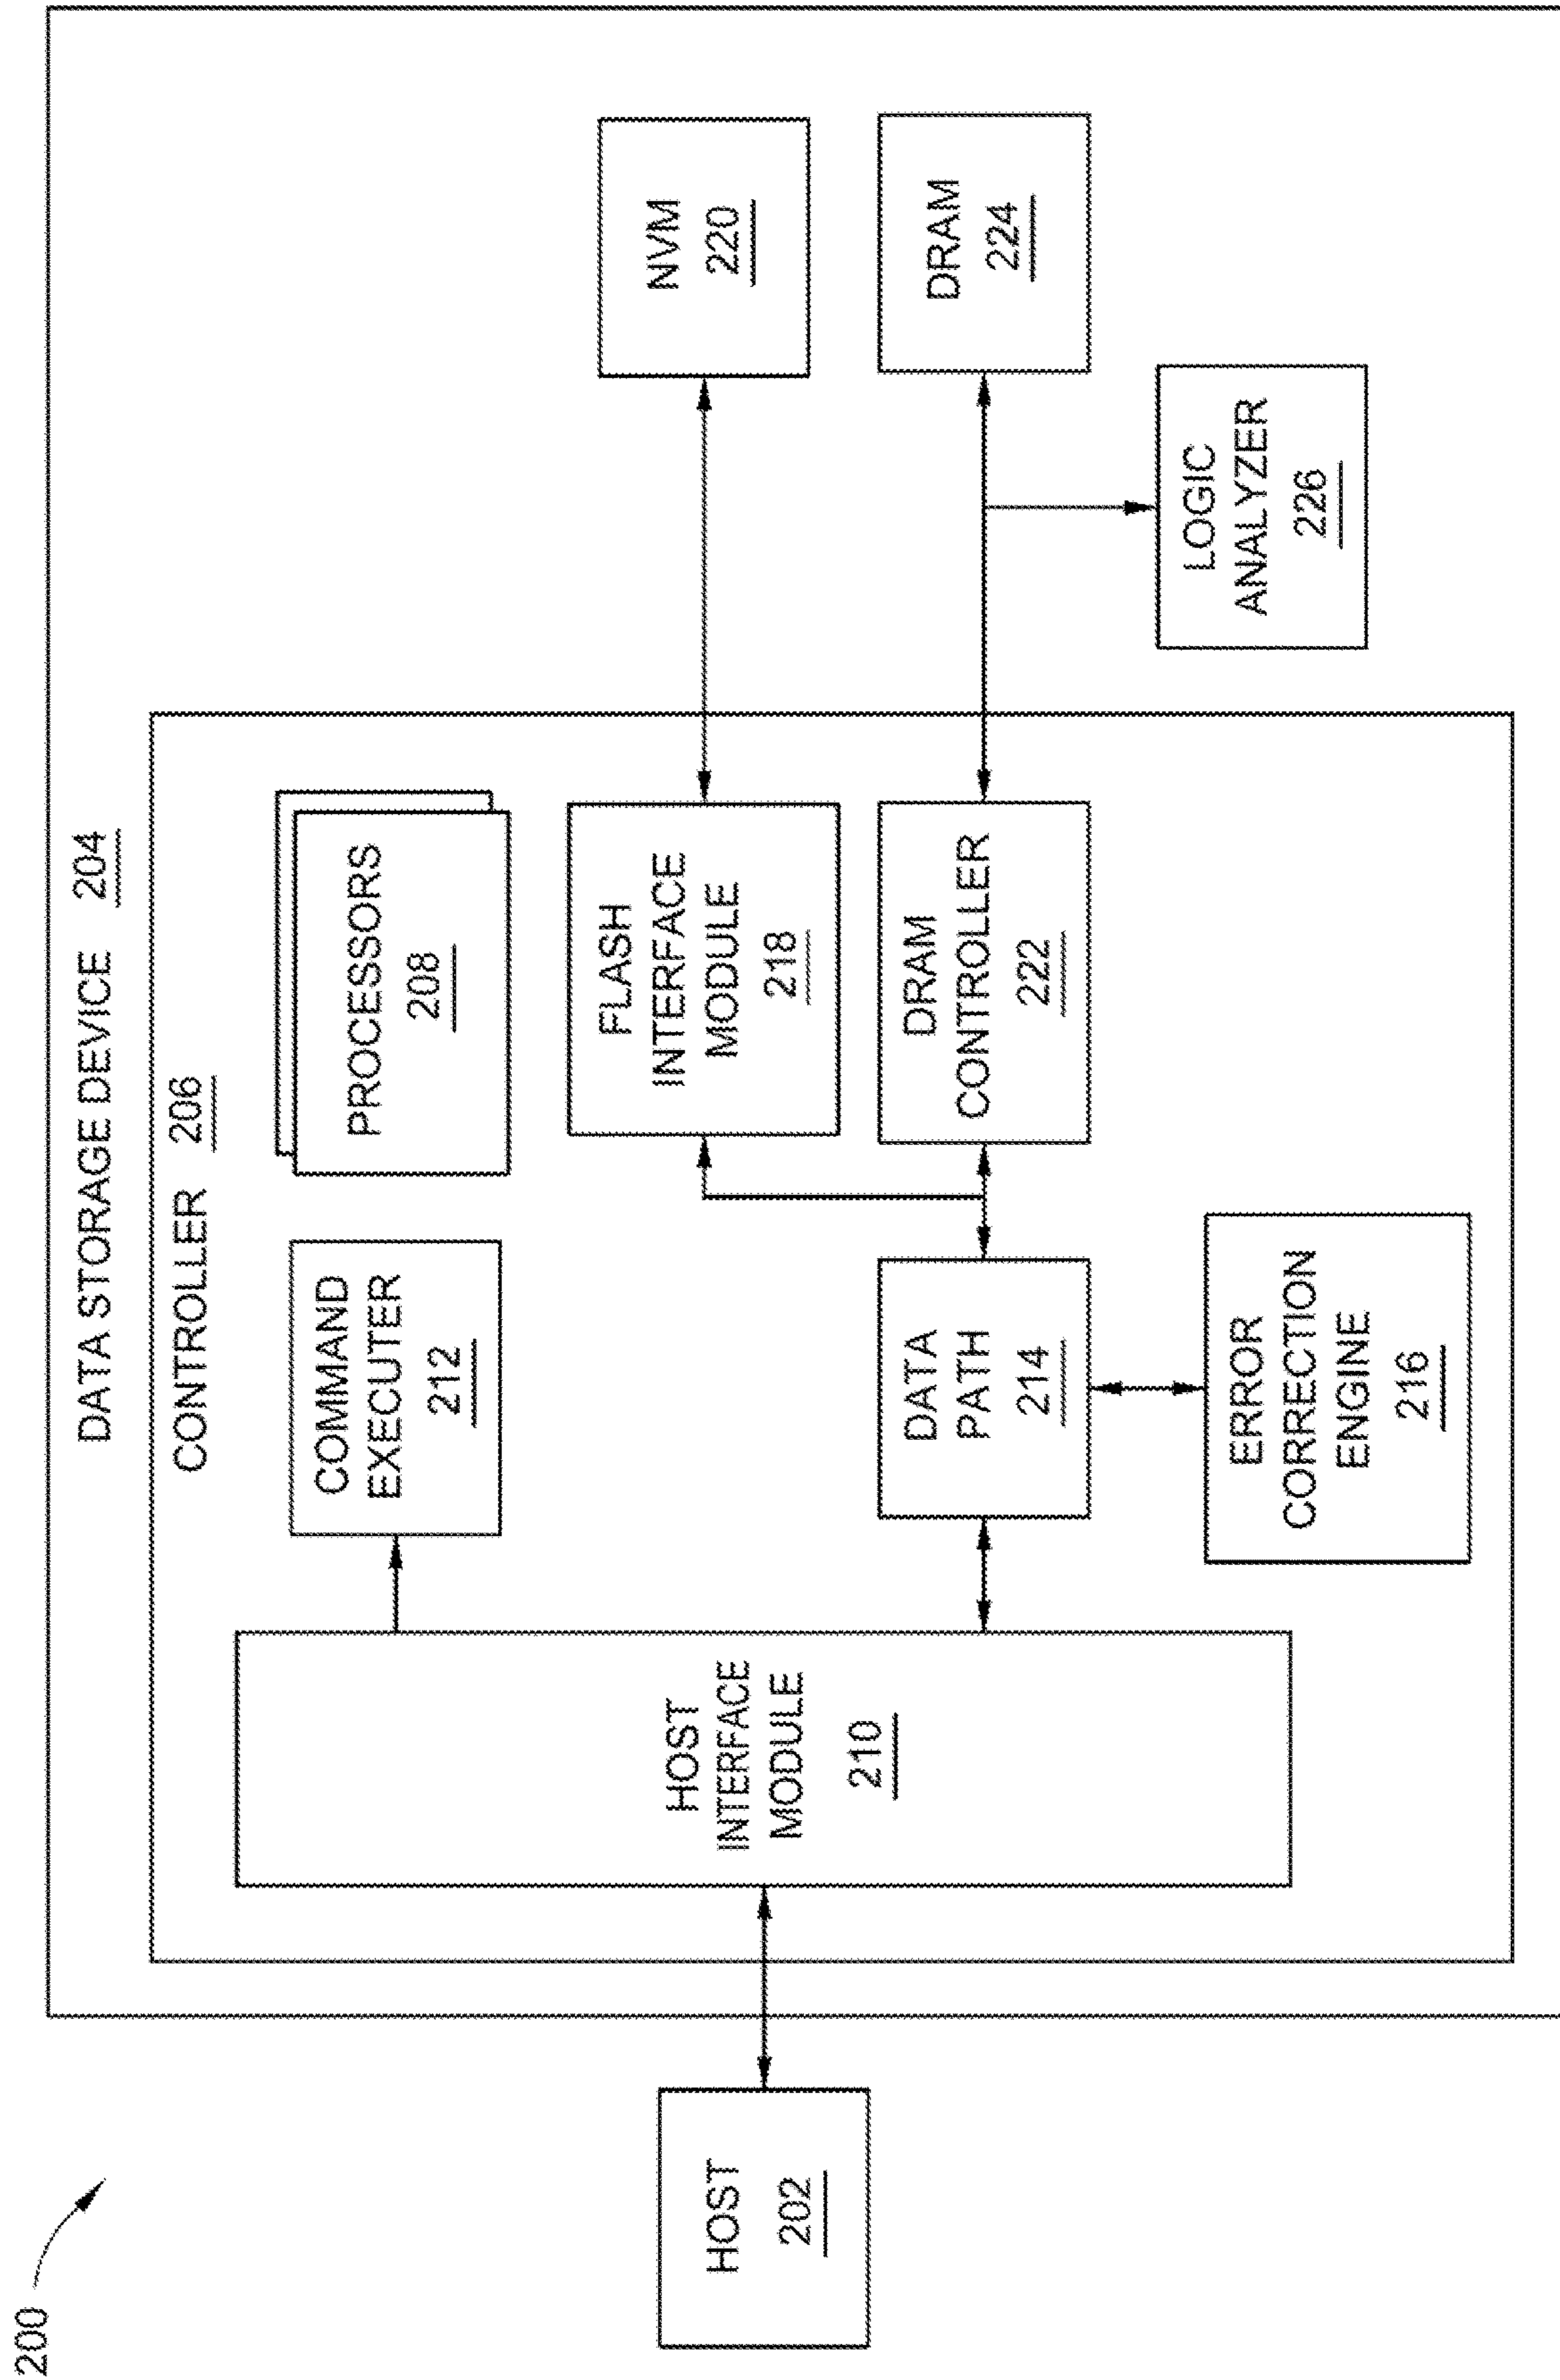 200
DATA STORAGE DEVICE 204
CONTROLLER 206
HOST
202
HOST
INTERFACE
MODULE
210
COMMAND
EXECUTER
212
PROCESSORS
208
DATA
PATH
214
ERROR
CORRECTION
ENGINE
216
FLASH
INTERFACE
MODULE
218
DRAM
CONTROLLER
222
NVM
220
DRAM
224
LOGIC
ANALYZER
226